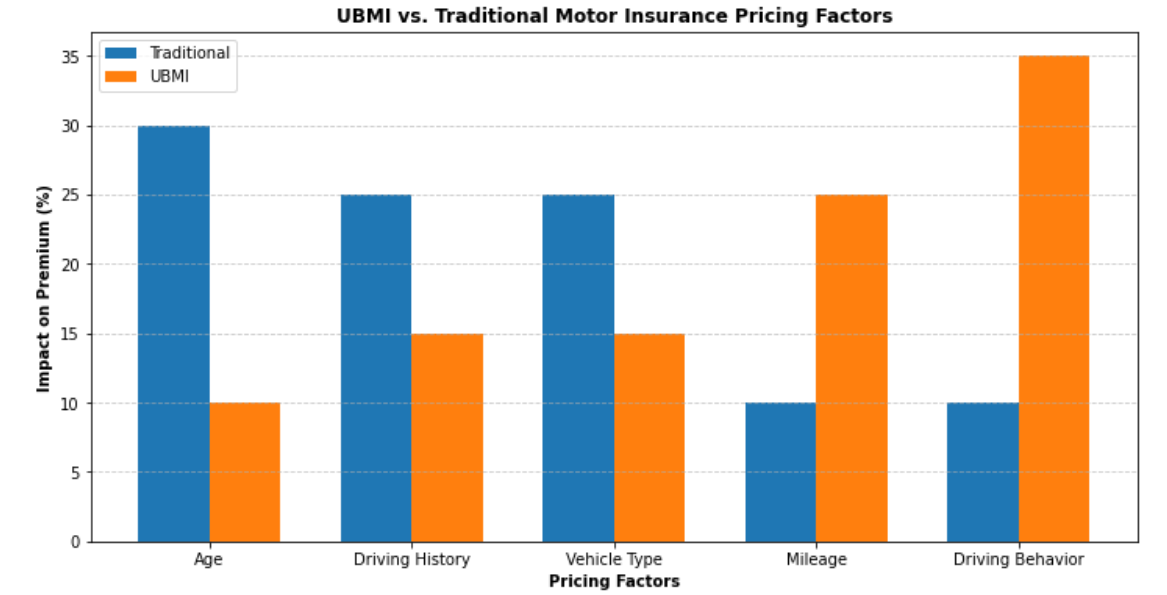 UBMI vs. Traditional Motor Insurance Pricing Factors
Traditional
UBMI
Impact on Premium (%)
35
30
25
20
15
10
5
0
Age Driving History Vehicle Type Mileage Driving Behavior
Pricing Factors